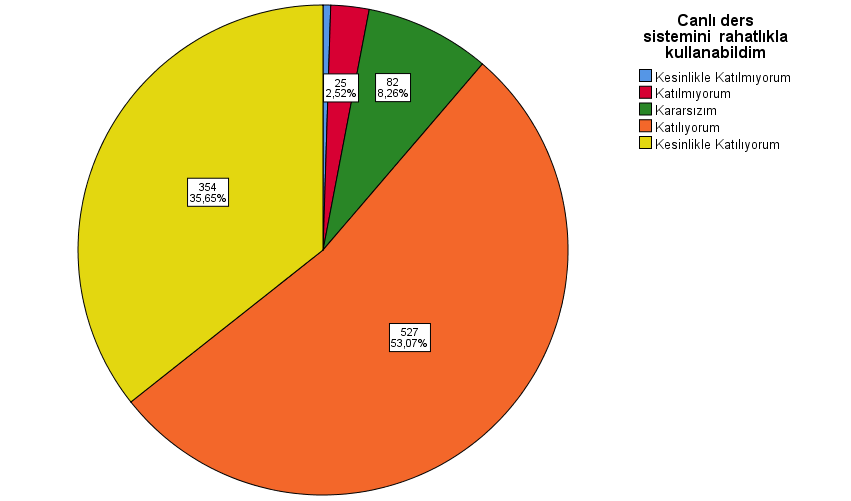 Canlı ders
sistemini rahatlıkla
kullanabildim
Kesinlikle Katılmıyorum
Katılmıyorum
Kararsızım
Katılıyorum
Kesinlikle Katılıyorum
25
2,52%
82
8,26%
354
35,65%
527
53,07%